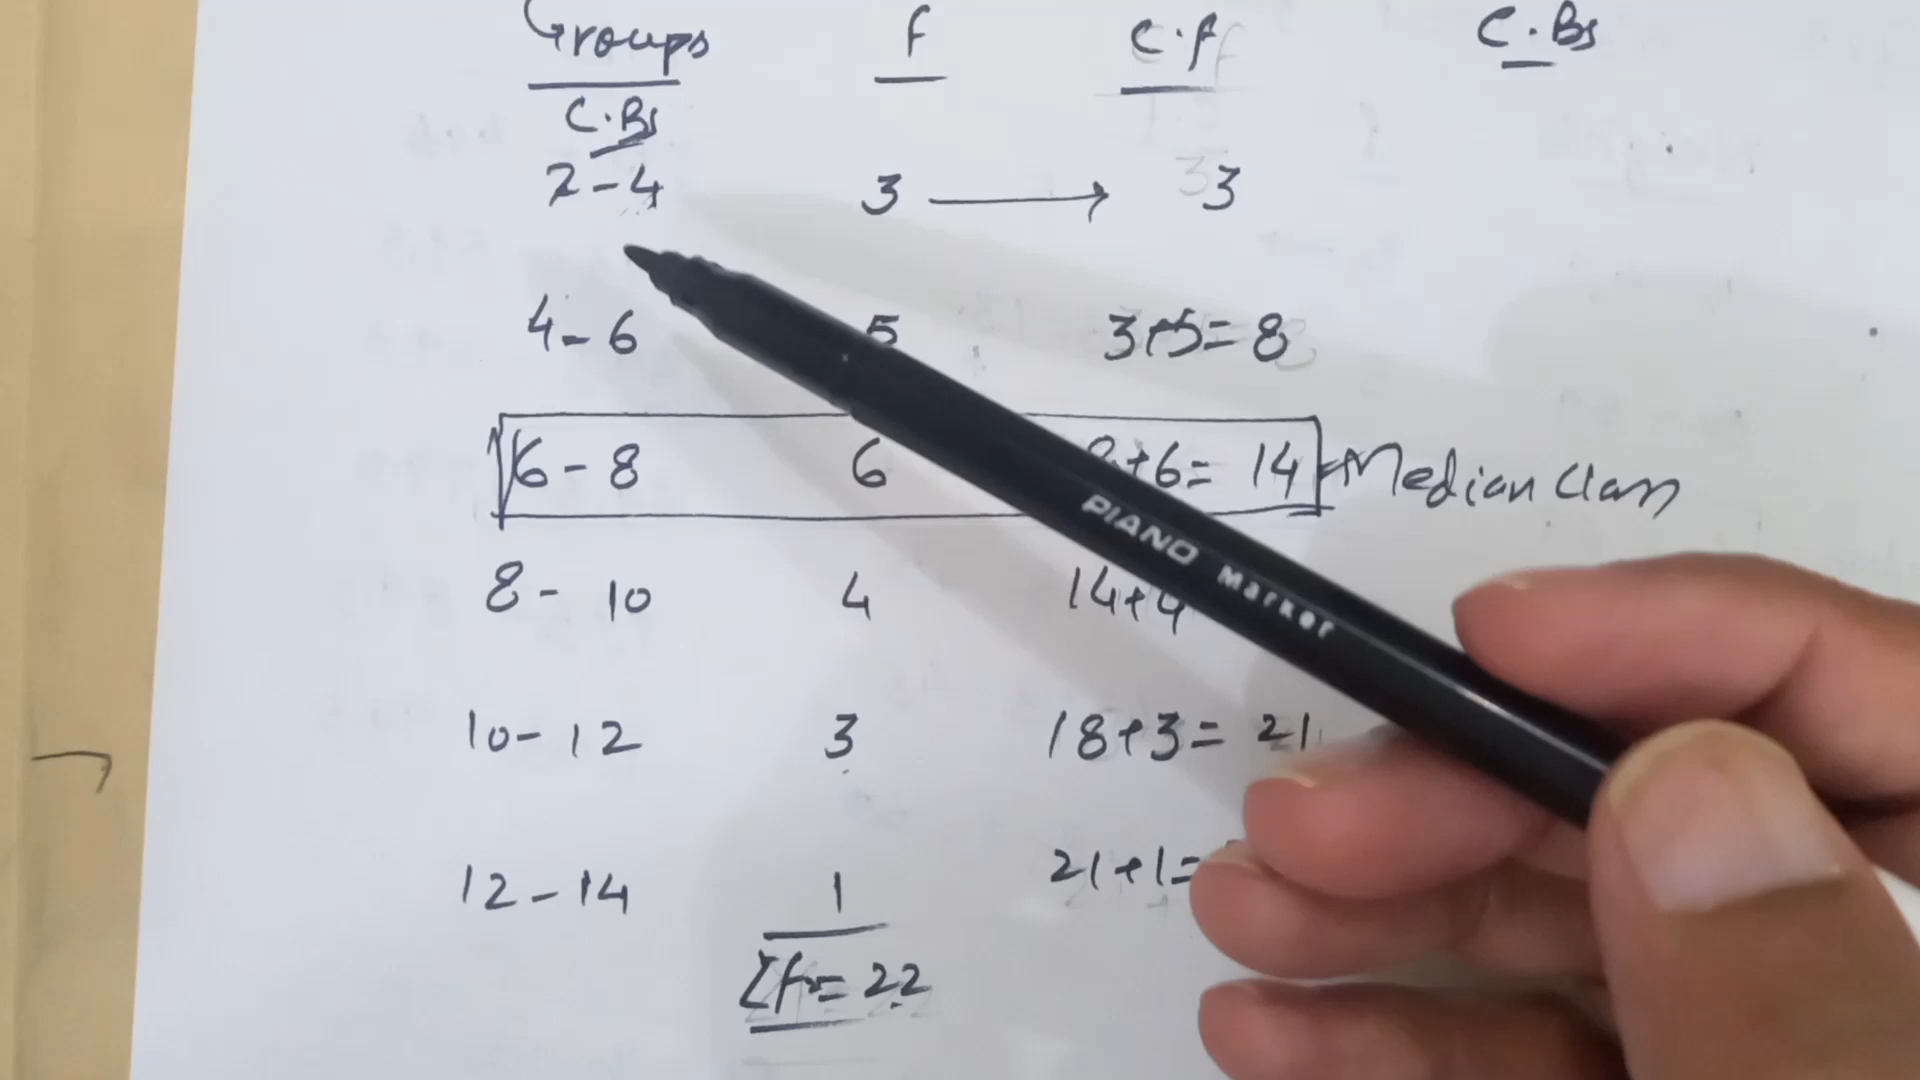 Groups f C.f C.Bs
C.Bs
2-4 3 → 3
4-6 5 3+5=8
6-8 6 8+6=14 Median Class
8-10 4 14+4
10-12 3 18+3=21
12-14 1 21+1=
Σf=22
PIANO Marker